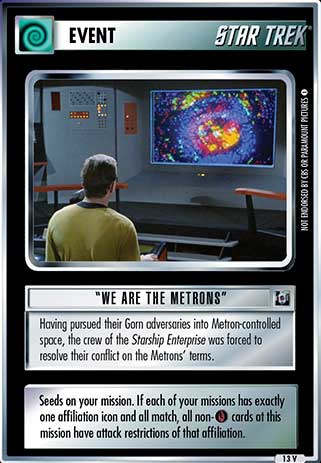 EVENT
STAR TREK®
NOT ENDORSED BY CBS OR PARAMOUNT PICTURES
"WE ARE THE METRONS"
Having pursued their Gorn adversaries into Metron-controlled
space, the crew of the Starship Enterprise was forced to
resolve their conflict on the Metrons' terms.
Seeds on your mission. If each of your missions has exactly
one affiliation icon and all match, all non- cards at this
mission have attack restrictions of that affiliation.
13 V